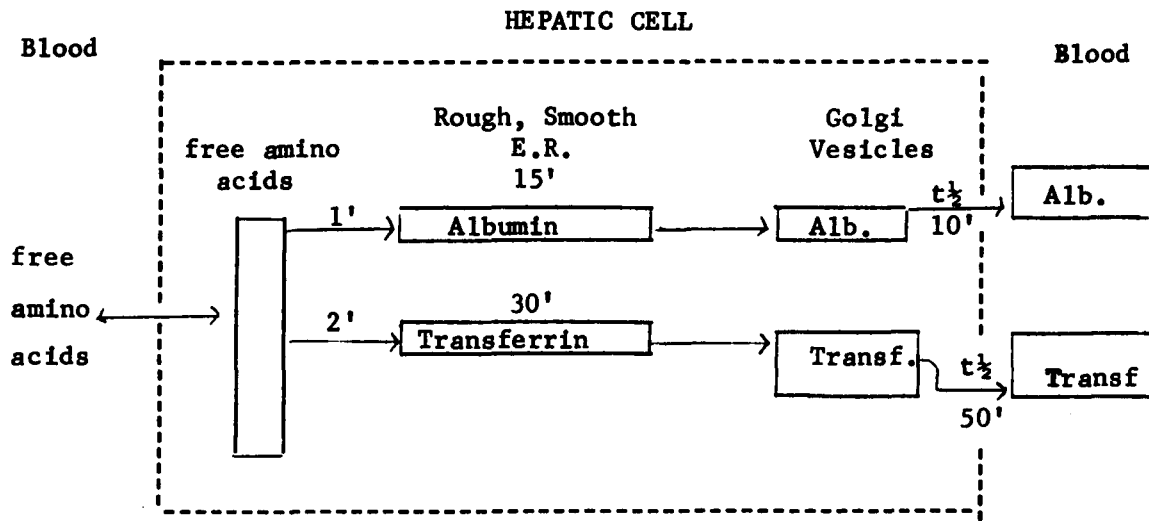 HEPATIC CELL
Blood
Blood
Rough, Smooth
E.R.
15'
Golgi
Vesicles
free amino
acids
1'
Albumin
Alb.
t½
10'
Alb.
free
amino
acids
2'
30'
Transferrin
Transf.
t½
50'
Transf